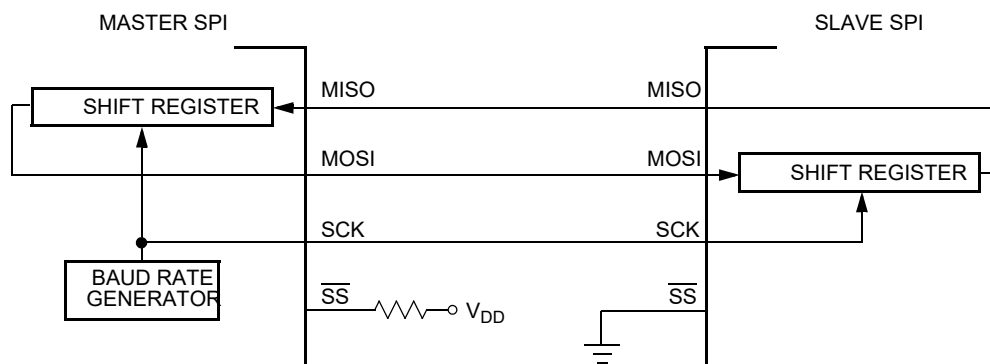 MASTER SPI
SLAVE SPI
MISO
MISO
SHIFT REGISTER
MOSI
MOSI
SHIFT REGISTER
SCK
SCK
BAUD RATE
GENERATOR
SS
VDD
SS